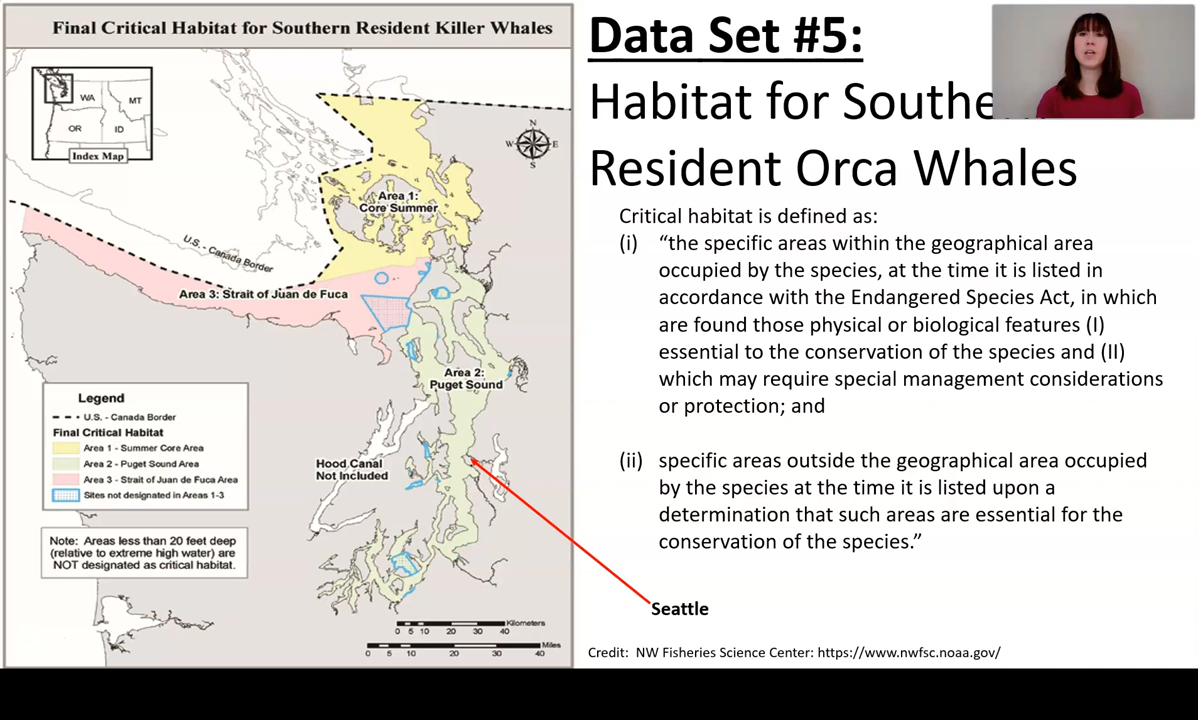 Final Critical Habitat for Southern Resident Killer Whales
WA
MT
OR
ID
Index Map
N
W
E
S
Area 1:
Core Summer
U.S. - Canada Border
Area 3: Strait of Juan de Fuca
Area 2:
Puget Sound
Hood Canal
Not Included
Legend
U.S. - Canada Border
Final Critical Habitat
Area 1 - Summer Core Area
Area 2 - Puget Sound Area
Area 3 - Strait of Juan de Fuca Area
Sites not designated in Areas 1-3
Note: Areas less than 20 feet deep
(relative to extreme high water) are
NOT designated as critical habitat.
Kilometers
0 5 10 20 30 40
Miles
0 5 10 20 30 40
Data Set #5:
Habitat for Southe
Resident Orca Whales
Critical habitat is defined as:
(i) “the specific areas within the geographical area
occupied by the species, at the time it is listed in
accordance with the Endangered Species Act, in which
are found those physical or biological features (I)
essential to the conservation of the species and (II)
which may require special management considerations
or protection; and
(ii) specific areas outside the geographical area occupied
by the species at the time it is listed upon a
determination that such areas are essential for the
conservation of the species.”
Seattle
Credit: NW Fisheries Science Center: https://www.nwfsc.noaa.gov/